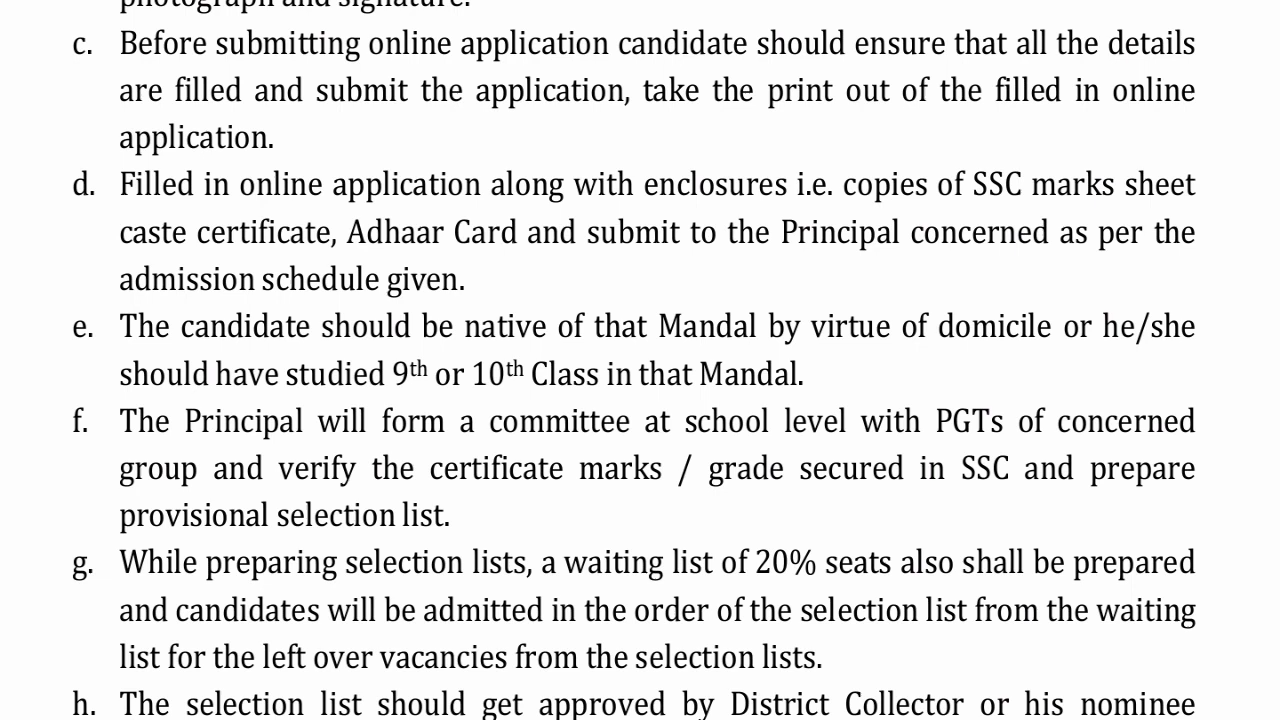 photograph and signature.
c. Before submitting online application candidate should ensure that all the details
are filled and submit the application, take the print out of the filled in online
application.
d. Filled in online application along with enclosures i.e. copies of SSC marks sheet
caste certificate, Adhaar Card and submit to the Principal concerned as per the
admission schedule given.
e. The candidate should be native of that Mandal by virtue of domicile or he/she
should have studied 9th or 10th Class in that Mandal.
f. The Principal will form a committee at school level with PGTs of concerned
group and verify the certificate marks / grade secured in SSC and prepare
provisional selection list.
g. While preparing selection lists, a waiting list of 20% seats also shall be prepared
and candidates will be admitted in the order of the selection list from the waiting
list for the left over vacancies from the selection lists.
h. The selection list should get approved by District Collector or his nominee